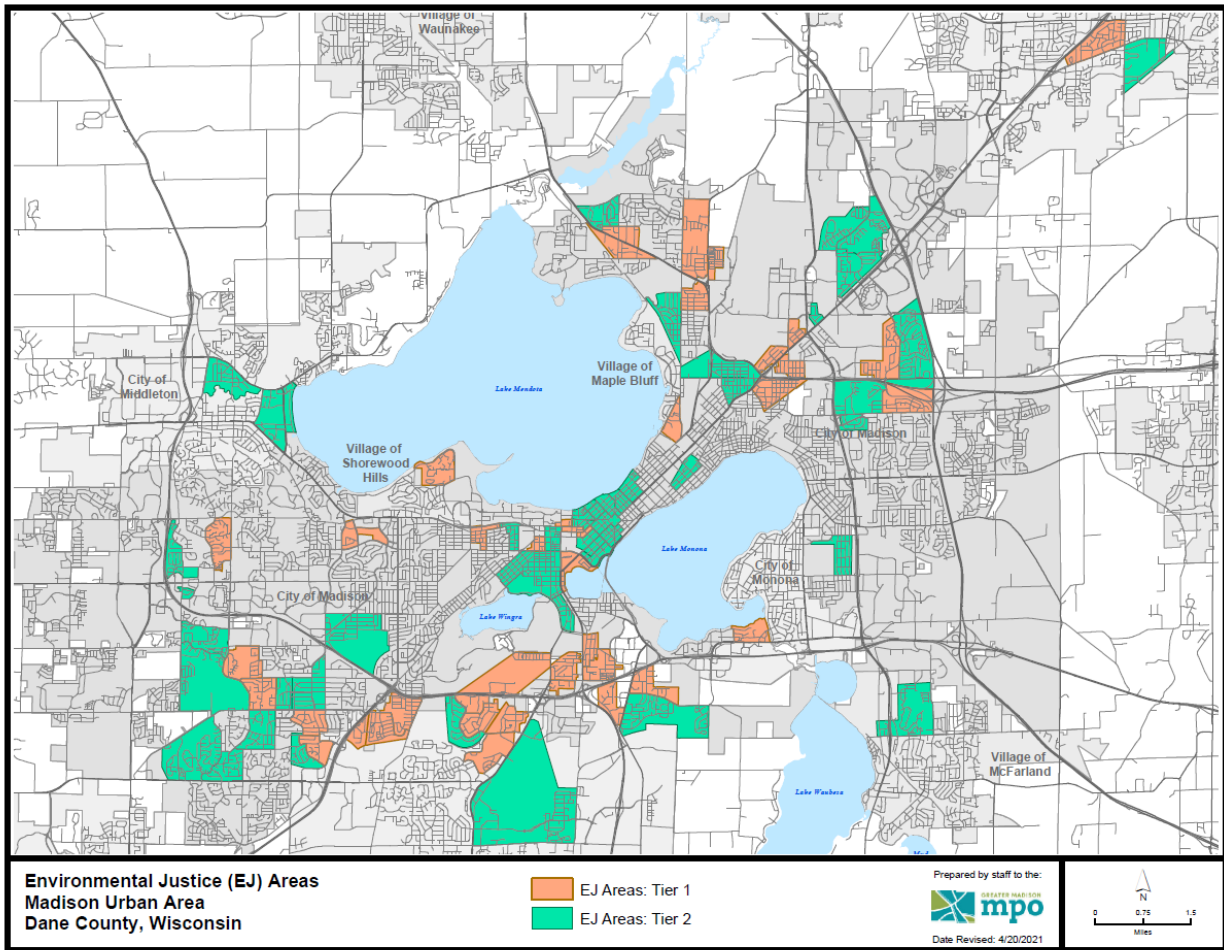 Village of
Waunakee
City of
Middleton
Village of
Maple Bluff
Lake Mendota
City of Madison
Village of
Shorewood
Hills
Lake Monona
City of
Monona
City of Madison
Lake Wingra
Village of
McFarland
Lake Waubesa
Environmental Justice (EJ) Areas
Madison Urban Area
Dane County, Wisconsin
EJ Areas: Tier 1
EJ Areas: Tier 2
Prepared by staff to the:
GREATER MADISON
mpo
Date Revised: 4/20/2021
N
0 0.75 1.5
Miles